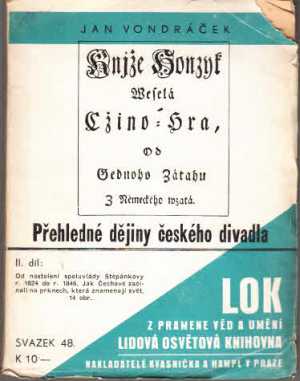 JAN VONDRÁČEK
Knjže Honzyk
Weselá
Cžino-Hra,
Od
Gednoho Zátahu
Z Německého wzatá.
Přehledné dějiny českého divadla
II. díl:
Od nastolení spoluvlády Štěpánkovy
r. 1824 do r. 1846. Jak Čechové začí-
nali na prknech, která znamenají svět.
14 obr.
SVAZEK 48.
K 10—
LOK
Z PRAMENE VĚD A UMĚNÍ
LIDOVÁ OSVĚTOVÁ KNIHOVNA
NAKLADATELÉ KVASNIČKA A HAMPL V PRAZE